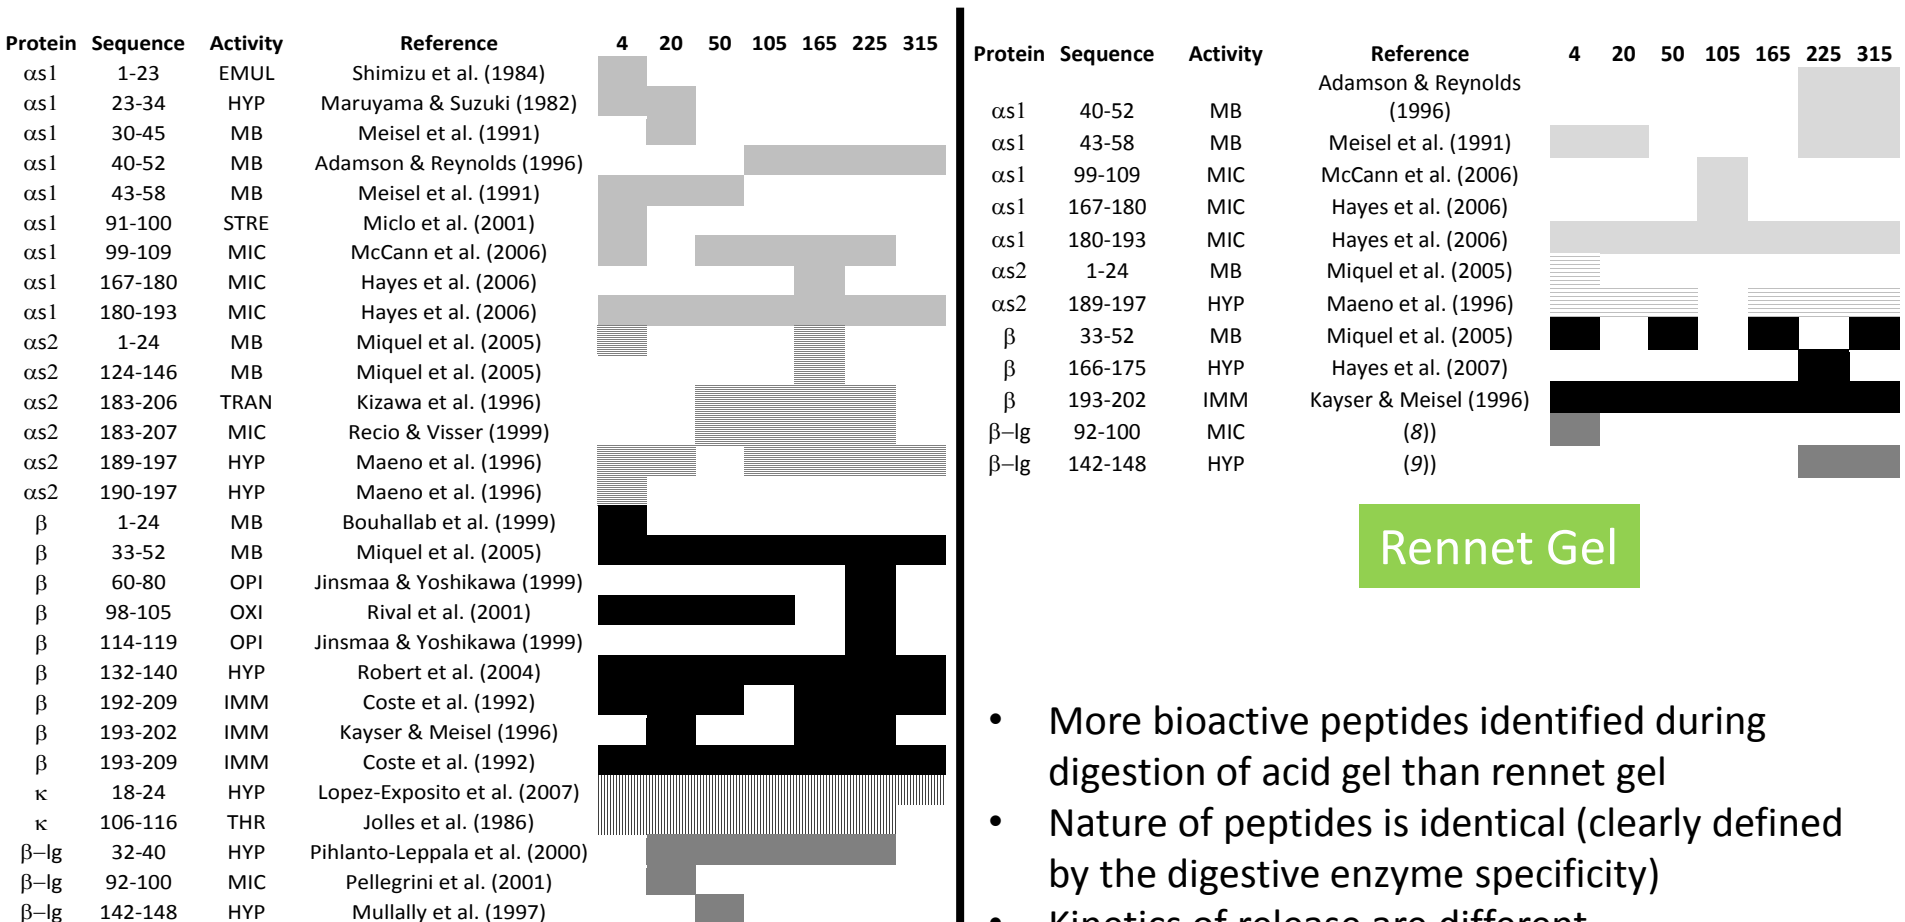 Protein Sequence Activity Reference 4 20 50 105 165 225 315
αs1 1-23 EMUL Shimizu et al. (1984)
αs1 23-34 HYP Maruyama & Suzuki (1982)
αs1 30-45 MB Meisel et al. (1991)
αs1 40-52 MB Adamson & Reynolds (1996)
αs1 43-58 MB Meisel et al. (1991)
αs1 91-100 STRE Miclo et al. (2001)
αs1 99-109 MIC McCann et al. (2006)
αs1 167-180 MIC Hayes et al. (2006)
αs1 180-193 MIC Hayes et al. (2006)
αs2 1-24 MB Miquel et al. (2005)
αs2 124-146 MB Miquel et al. (2005)
αs2 183-206 TRAN Kizawa et al. (1996)
αs2 183-207 MIC Recio & Visser (1999)
αs2 189-197 HYP Maeno et al. (1996)
αs2 190-197 HYP Maeno et al. (1996)
β 1-24 MB Bouhallab et al. (1999)
β 33-52 MB Miquel et al. (2005)
β 60-80 OPI Jinsmaa & Yoshikawa (1999)
β 98-105 OXI Rival et al. (2001)
β 114-119 OPI Jinsmaa & Yoshikawa (1999)
β 132-140 HYP Robert et al. (2004)
β 192-209 IMM Coste et al. (1992)
β 193-202 IMM Kayser & Meisel (1996)
β 193-209 IMM Coste et al. (1992)
κ 18-24 HYP Lopez-Exposito et al. (2007)
κ 106-116 THR Jolles et al. (1986)
β−lg 32-40 HYP Pihlanto-Leppala et al. (2000)
β−lg 92-100 MIC Pellegrini et al. (2001)
β−lg 142-148 HYP Mullally et al. (1997)
Protein Sequence Activity Reference 4 20 50 105 165 225 315
Adamson & Reynolds
αs1 40-52 MB (1996)
αs1 43-58 MB Meisel et al. (1991)
αs1 99-109 MIC McCann et al. (2006)
αs1 167-180 MIC Hayes et al. (2006)
αs1 180-193 MIC Hayes et al. (2006)
αs2 1-24 MB Miquel et al. (2005)
αs2 189-197 HYP Maeno et al. (1996)
β 33-52 MB Miquel et al. (2005)
β 166-175 HYP Hayes et al. (2007)
β 193-202 IMM Kayser & Meisel (1996)
β−lg 92-100 MIC (8))
β−lg 142-148 HYP (9))
Rennet Gel
• More bioactive peptides identified during
digestion of acid gel than rennet gel
• Nature of peptides is identical (clearly defined
by the digestive enzyme specificity)
• Kinetics of release are different